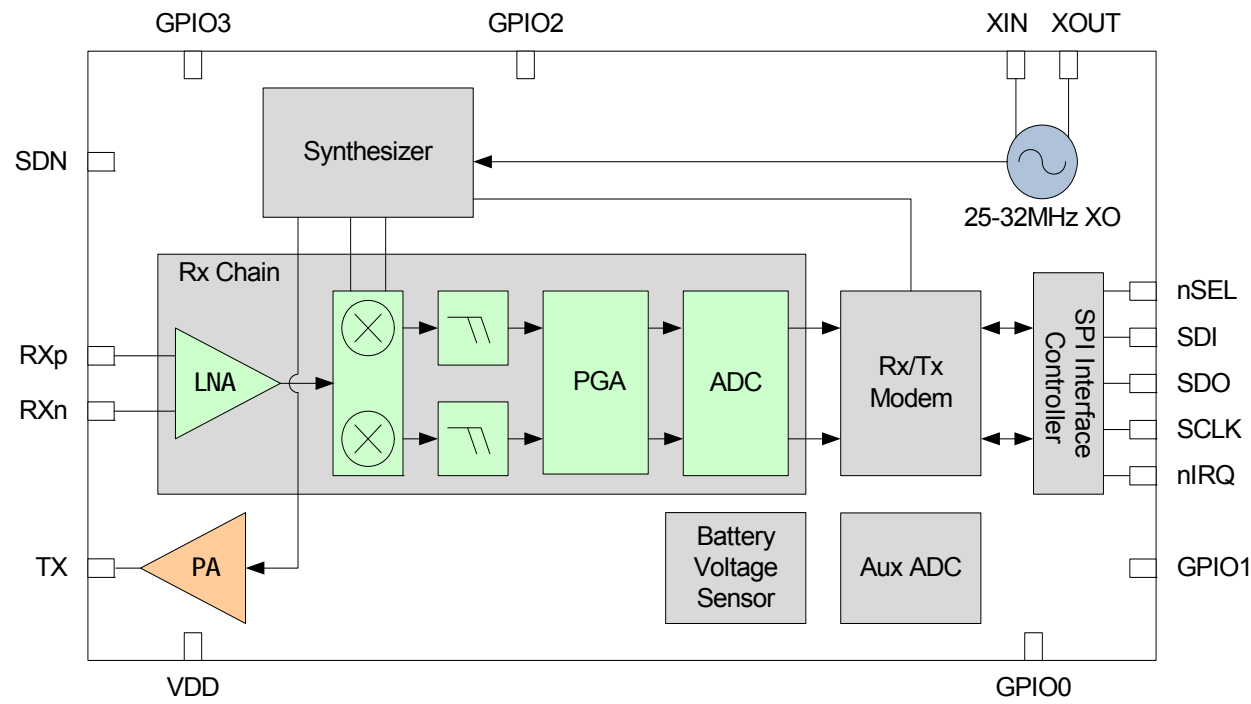 GPIO3
GPIO2
XIN
XOUT
SDN
Synthesizer
25-32MHz XO
Rx Chain
nSEL
SDI
SDO
SCLK
nIRQ
SPI Interface
Controller
RXp
RXn
LNA
PGA
ADC
Rx/Tx
Modem
TX
PA
Battery
Voltage
Sensor
Aux ADC
GPIO1
VDD
GPIO0